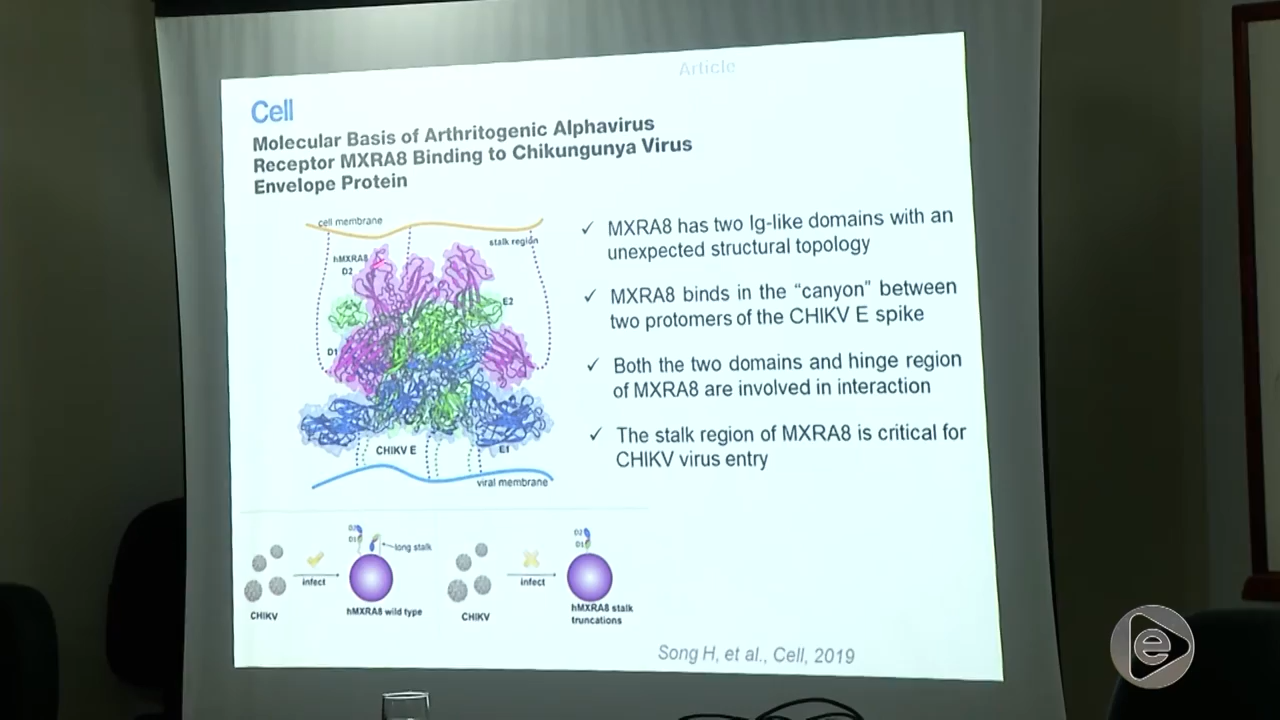 Article
Cell
Molecular Basis of Arthritogenic Alphavirus
Receptor MXRA8 Binding to Chikungunya Virus
Envelope Protein
cell membrane
stalk region
hMXRA8
D2
E2
D1
CHIKV E
E1
viral membrane
✓ MXRA8 has two Ig-like domains with an
unexpected structural topology
✓ MXRA8 binds in the “canyon” between
two protomers of the CHIKV E spike
✓ Both the two domains and hinge region
of MXRA8 are involved in interaction
✓ The stalk region of MXRA8 is critical for
CHIKV virus entry
D2
D1
long stalk
infect
CHIKV
hMXRA8 wild type
D2
D1
infect
CHIKV
hMXRA8 stalk
truncations
Song H, et al., Cell, 2019
e